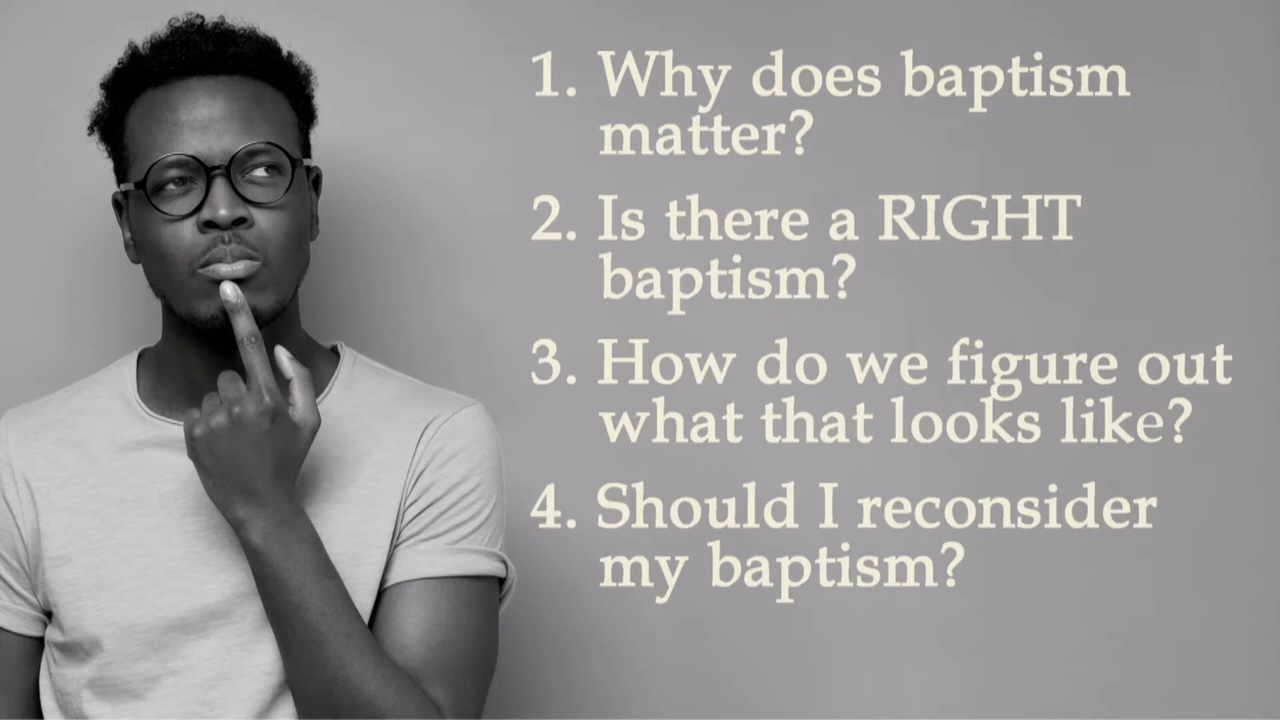 1. Why does baptism
matter?
2. Is there a RIGHT
baptism?
3. How do we figure out
what that looks like?
4. Should I reconsider
my baptism?